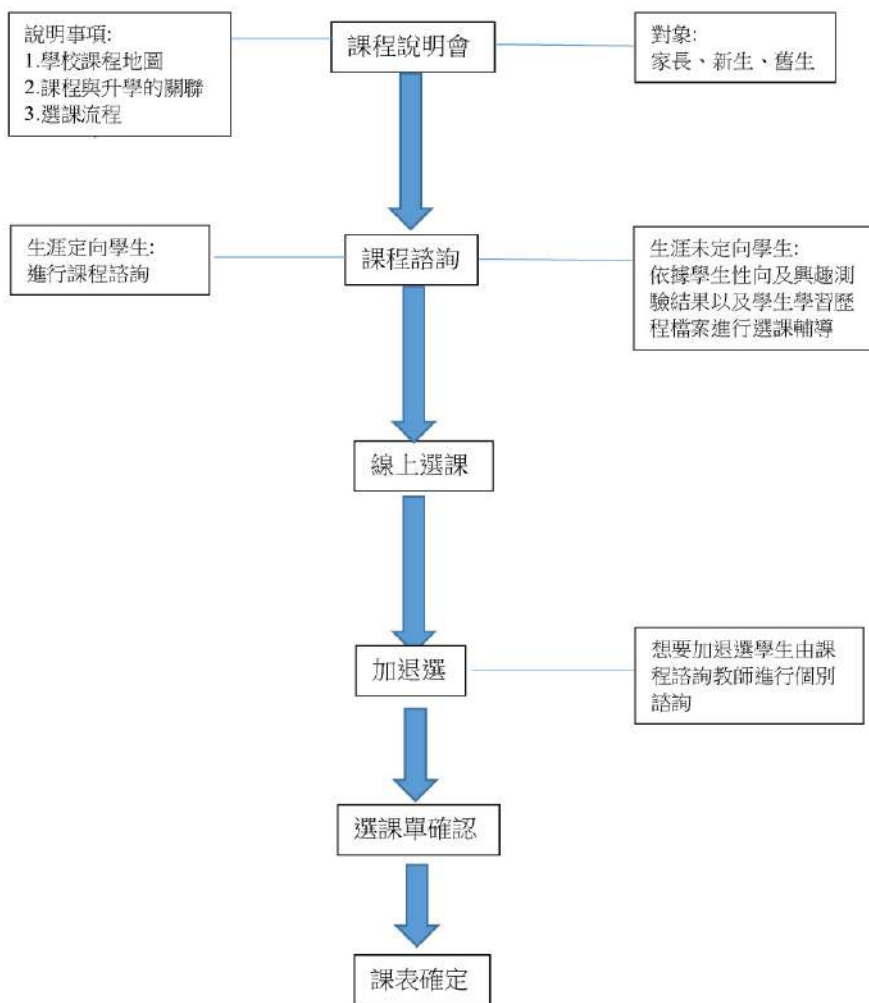 說明事項:
1.學校課程地圖
2.課程與升學的關聯
3.選課流程
課程說明會
對象:
家長、新生、舊生
生涯定向學生:
進行課程諮詢
課程諮詢
生涯未定向學生:
依據學生性向及興趣測
驗結果以及學生學習歷
程檔案進行選課輔導
線上選課
加退選
想要加退選學生由課
程諮詢教師進行個別
諮詢
選課單確認
課表確定